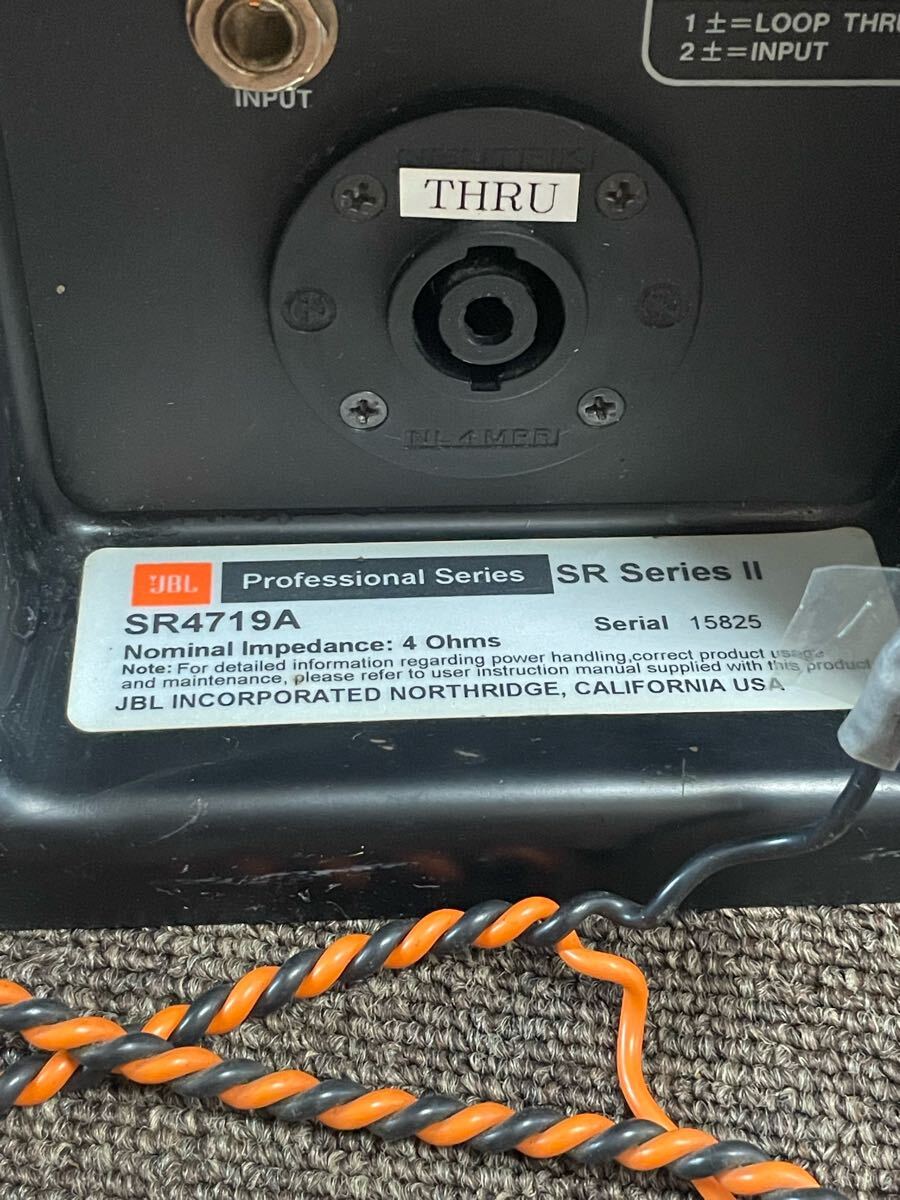 1 ±=LOOP THRU
2 ±=INPUT
INPUT
NEUTRIK
THRU
NL4MPR
JBL Professional Series SR Series II
SR4719A Serial 15825
Nominal Impedance: 4 Ohms
Note: For detailed information regarding power handling,correct product usage
and maintenance, please refer to user instruction manual supplied with this product
JBL INCORPORATED NORTHRIDGE, CALIFORNIA USA